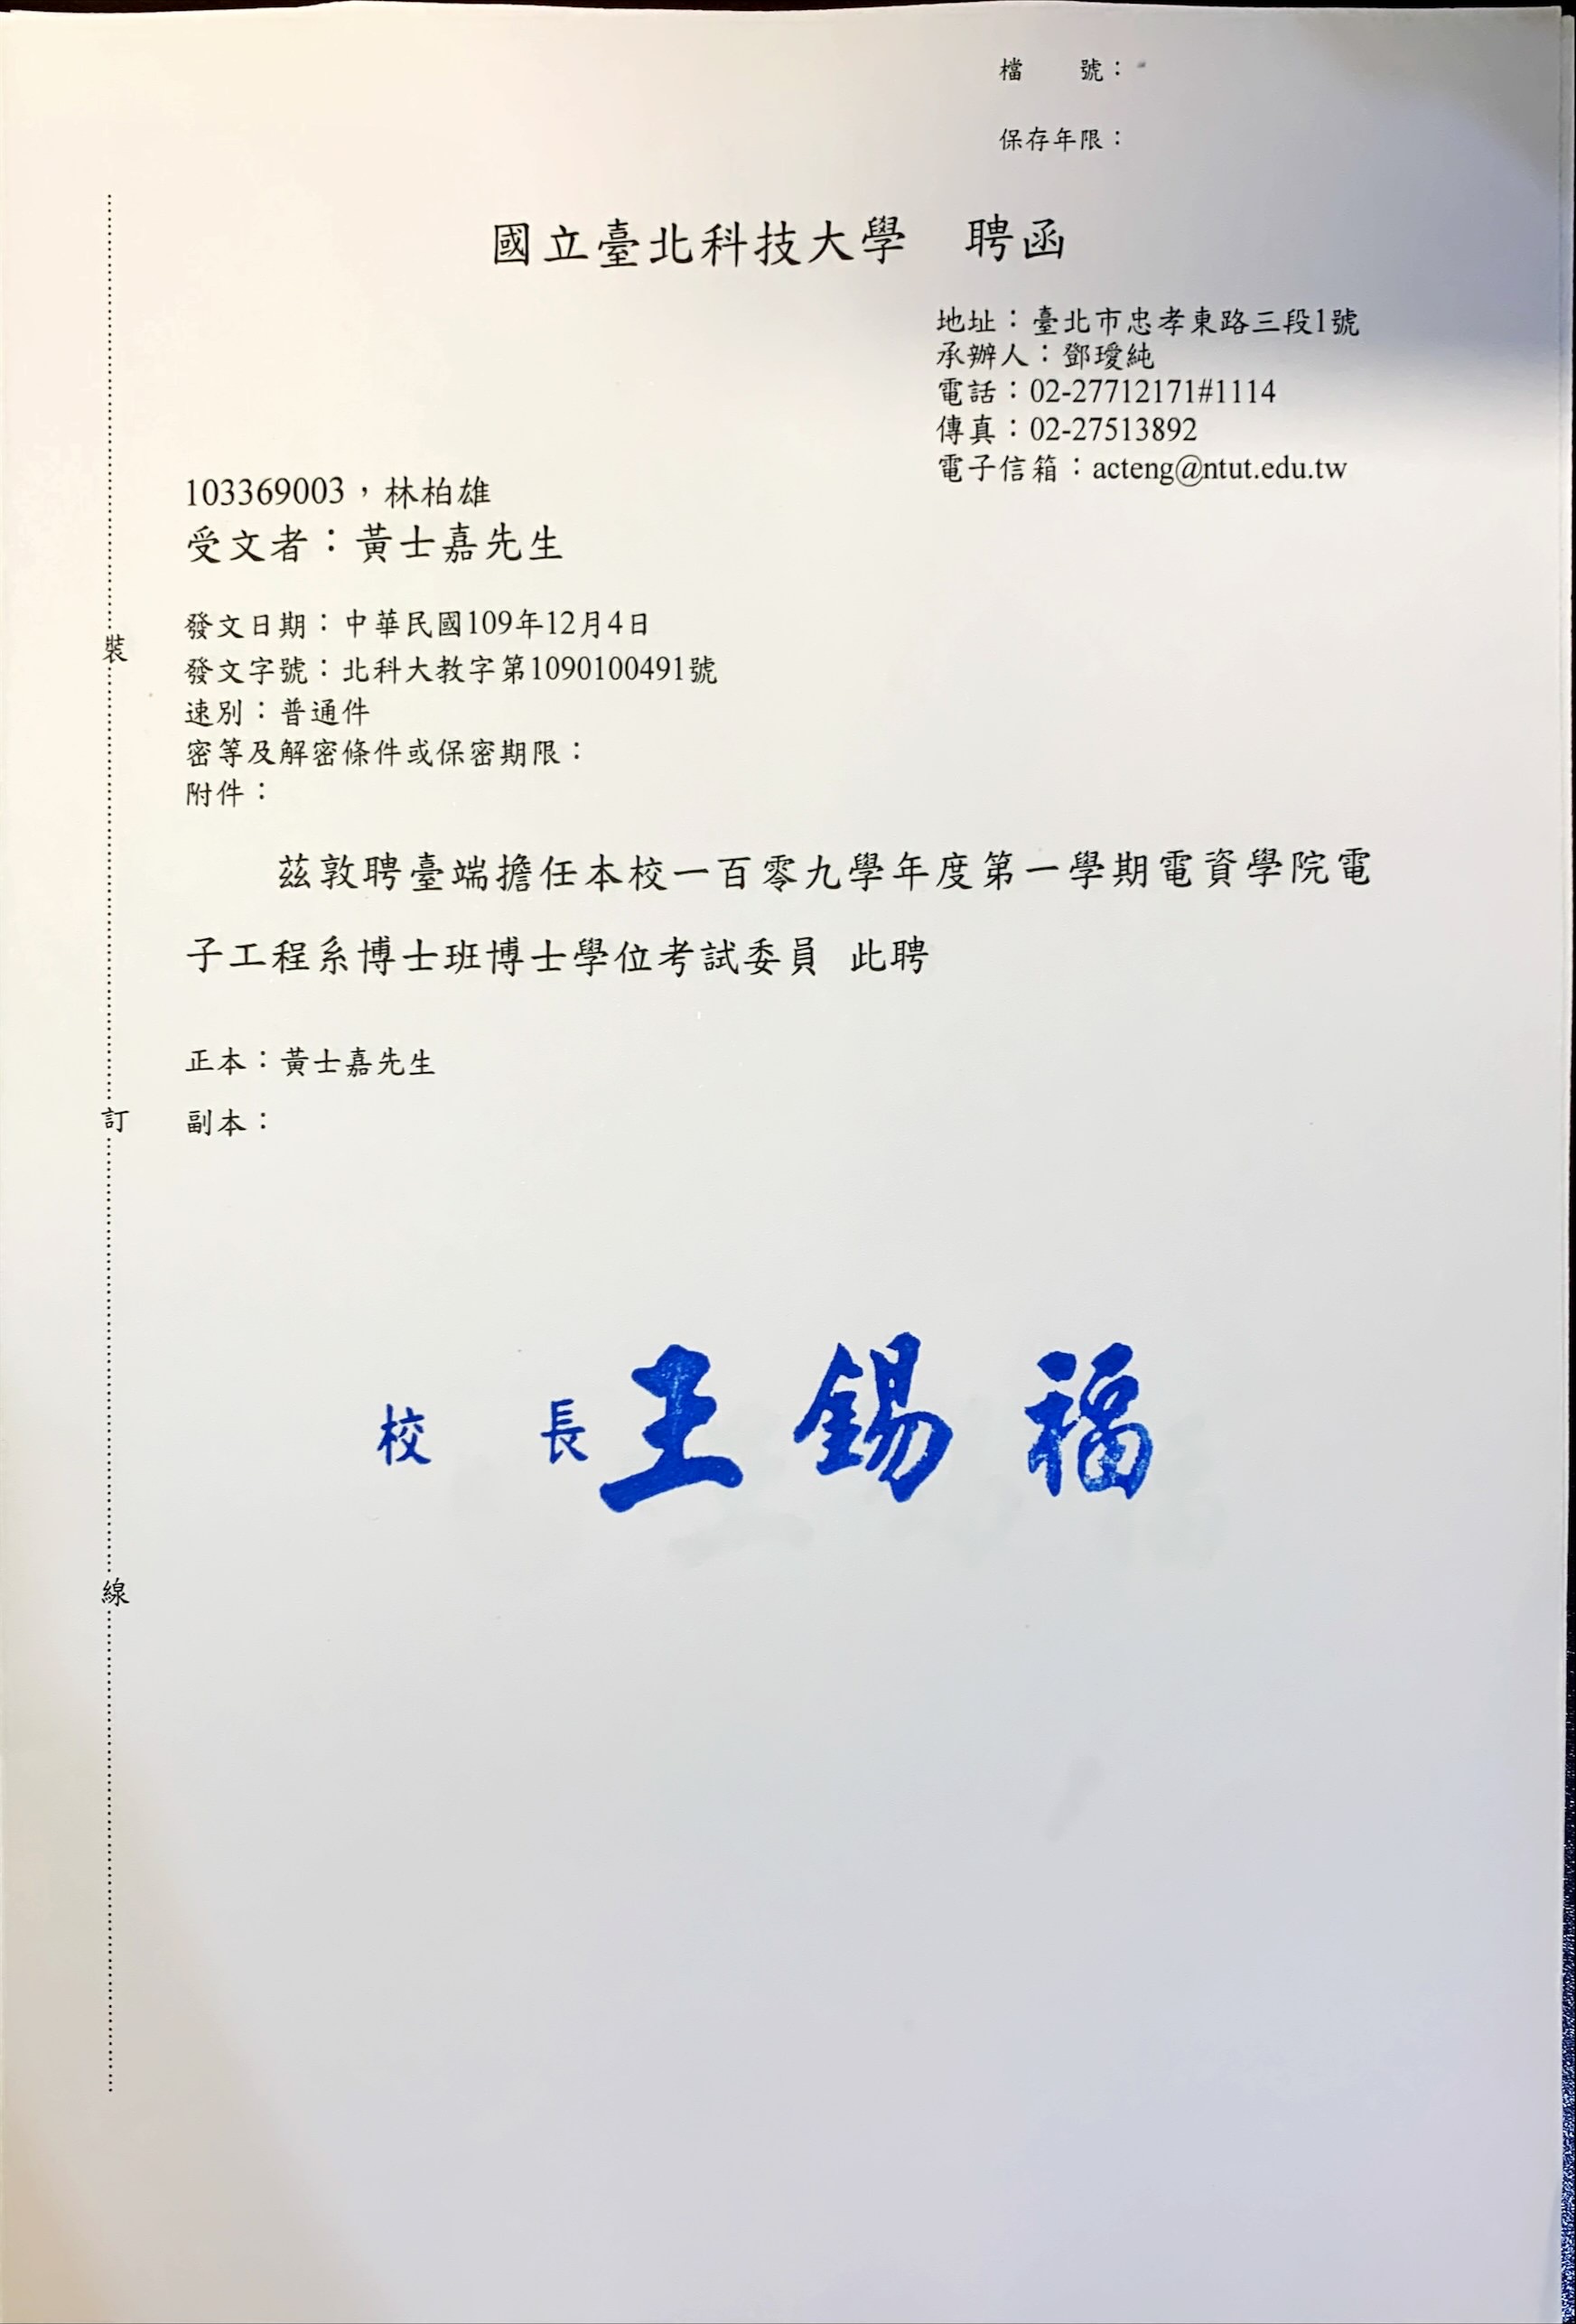 檔　　號：
保存年限：
國立臺北科技大學　聘函
地址：臺北市忠孝東路三段1號
承辦人：鄧璦純
電話：02-27712171#1114
傳真：02-27513892
電子信箱：acteng@ntut.edu.tw
103369003，林柏雄
受文者：黃士嘉先生
發文日期：中華民國109年12月4日
發文字號：北科大教字第1090100491號
速別：普通件
密等及解密條件或保密期限：
附件：
茲敦聘臺端擔任本校一百零九學年度第一學期電資學院電
子工程系博士班博士學位考試委員 此聘
正本：黃士嘉先生
副本：
校　長 王錫福
裝
訂
線